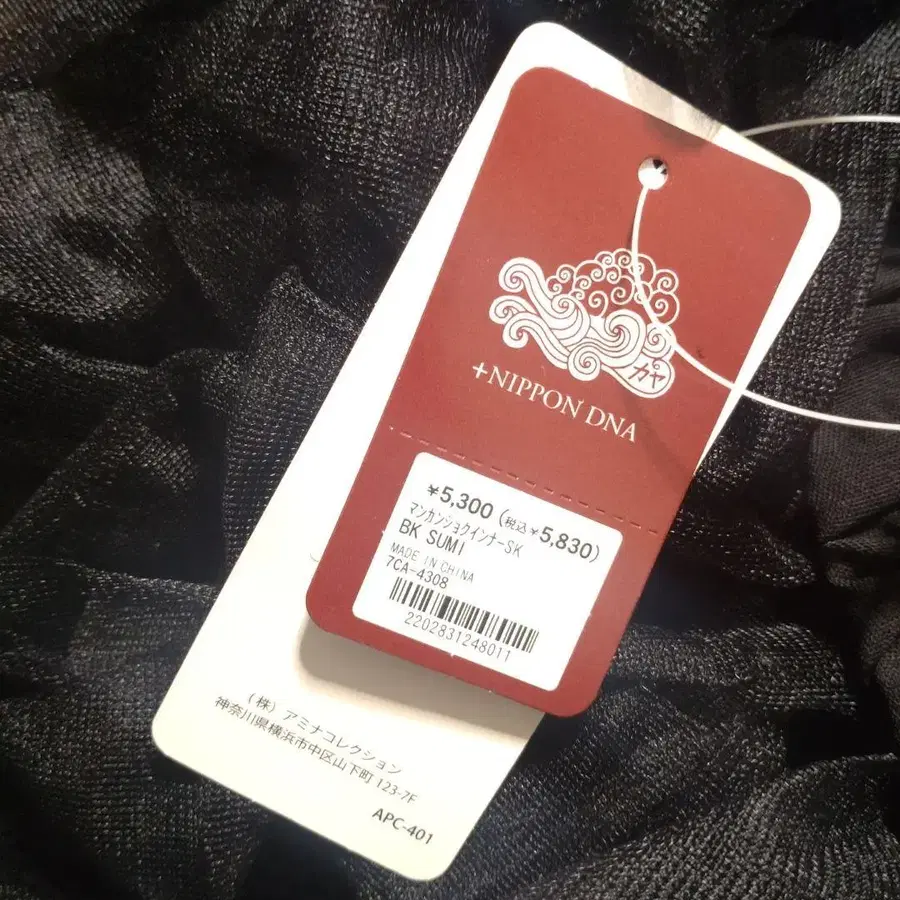 カヤ
+NIPPON DNA
¥5,300 (税込¥5,830)
マンカンショクインナーSK
BK SUMI
MADE IN CHINA
7CA-4308
2202831248011
(株) アミナコレクション
神奈川県横浜市中区山下町 123-7F
APC-401